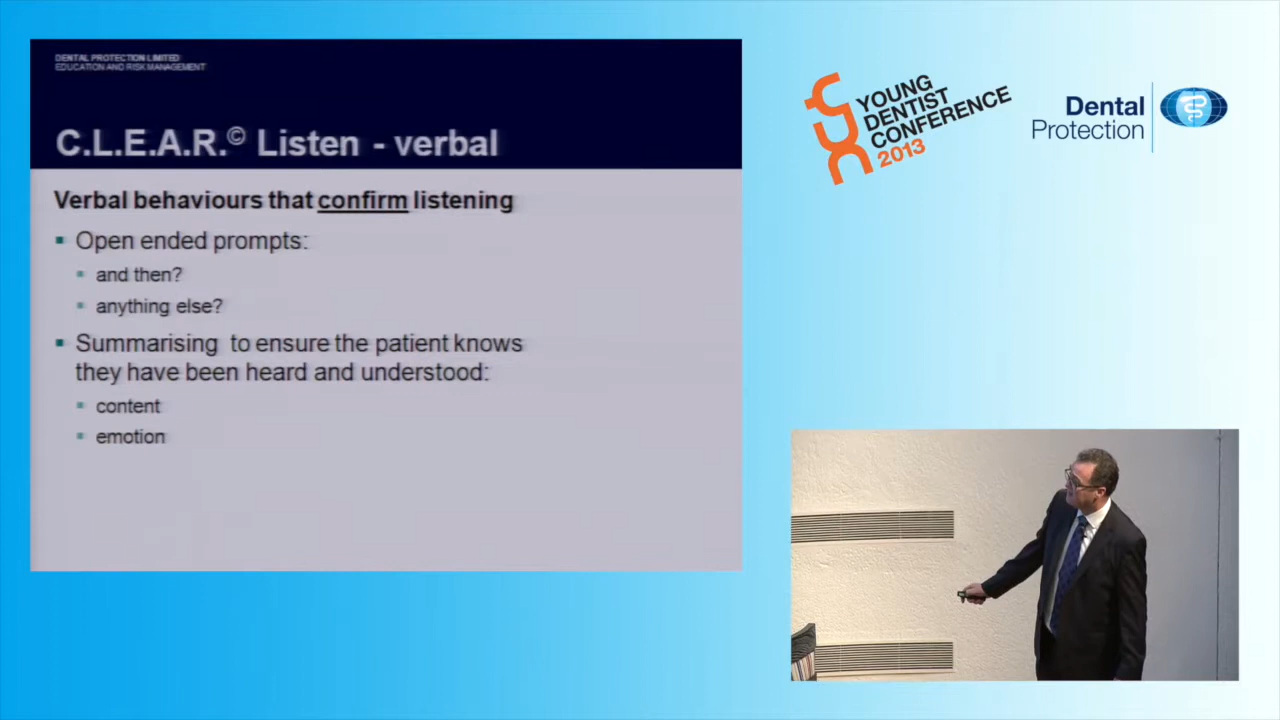 DENTAL PROTECTION LIMITED
EDUCATION AND RISK MANAGEMENT
C.L.E.A.R.© Listen - verbal
Verbal behaviours that confirm listening
Open ended prompts:
and then?
anything else?
Summarising to ensure the patient knows
they have been heard and understood:
content
emotion
YOUNG
DENTIST
CONFERENCE
2013
Dental
Protection